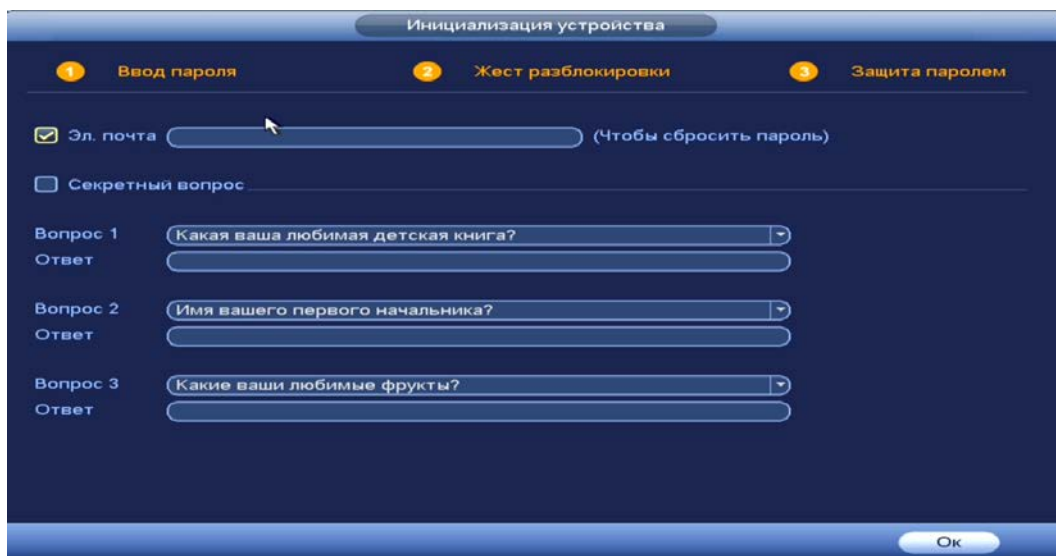 Инициализация устройства
1 Ввод пароля 2 Жест разблокировки 3 Защита паролем
Эл. почта (Чтобы сбросить пароль)
Секретный вопрос
Вопрос 1 Какая ваша любимая детская книга?
Ответ
Вопрос 2 Имя вашего первого начальника?
Ответ
Вопрос 3 Какие ваши любимые фрукты?
Ответ
Ок